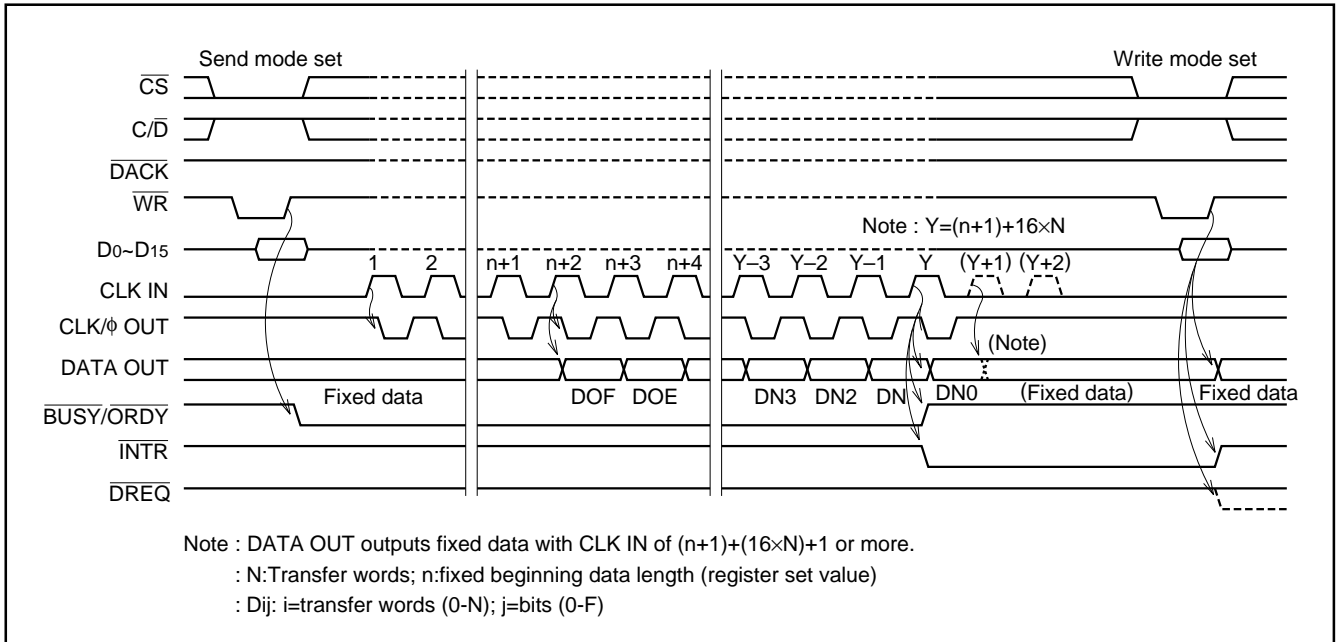 Send mode set
Write mode set
CS
C/D
DACK
WR
Note : Y=(n+1)+16×N
D0~D15
1 2 n+1 n+2 n+3 n+4 Y–3 Y–2 Y–1 Y (Y+1) (Y+2)
CLK IN
CLK/φ OUT
(Note)
DATA OUT
Fixed data DOF DOE DN3 DN2 DN DN0 (Fixed data) Fixed data
BUSY/ORDY
INTR
DREQ
Note : DATA OUT outputs fixed data with CLK IN of (n+1)+(16×N)+1 or more.
: N:Transfer words; n:fixed beginning data length (register set value)
: Dij: i=transfer words (0-N); j=bits (0-F)